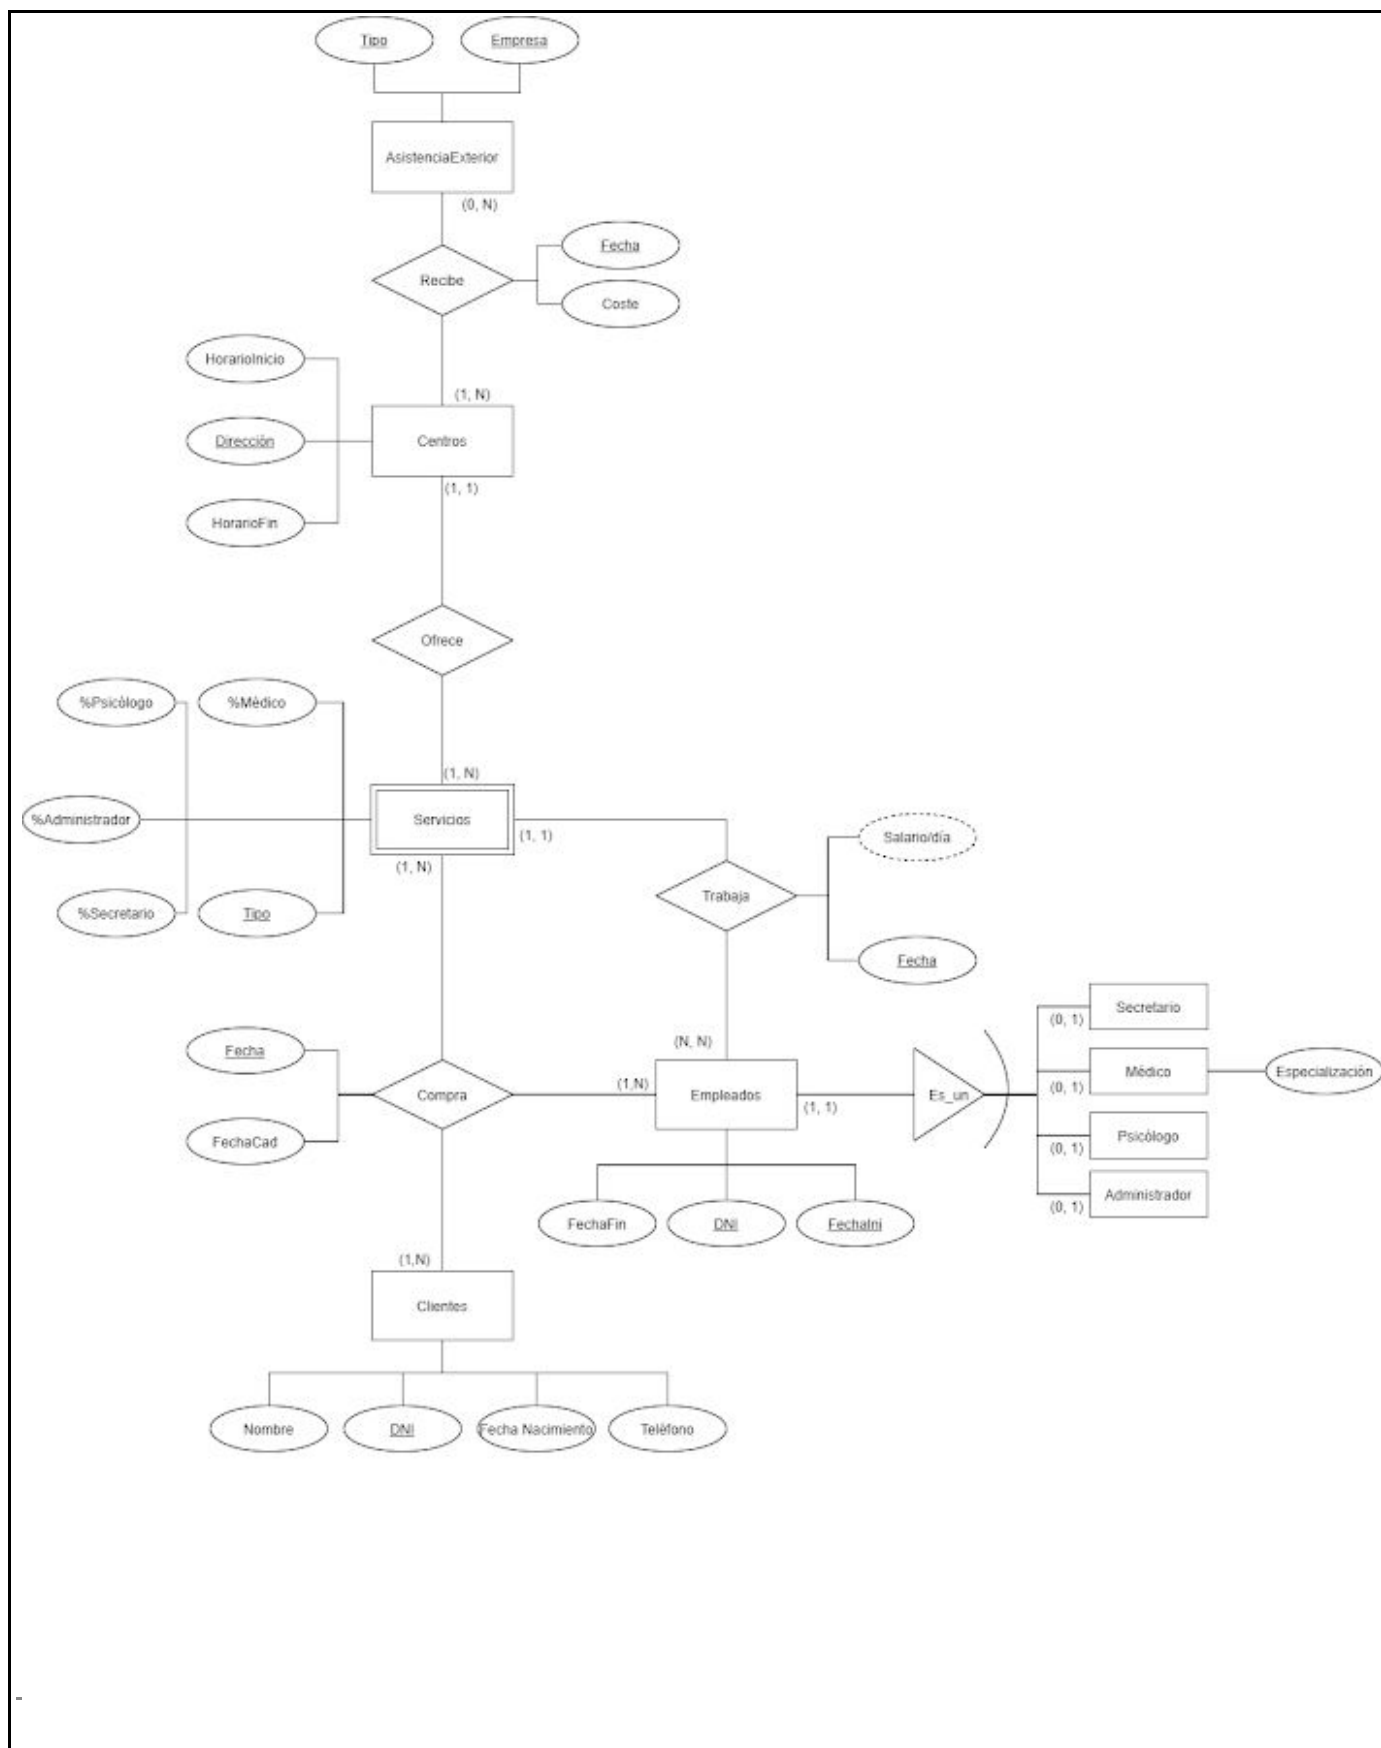 Tipo
Empresa
AsistenciaExterior
(0, N)
Fecha
Recibe
Coste
HorarioInicio
(1, N)
Dirección
Centros
(1, 1)
HorarioFin
Ofrece
%Psicólogo
%Médico
(1, N)
%Administrador
Servicios
(1, 1)
Salario/día
(1, N)
Trabaja
%Secretario
Tipo
Fecha
Secretario
(0, 1)
(N, N)
Fecha
Médico
Especialización
(1,N)
(0, 1)
Compra
Empleados
Es_un
(1, 1)
FechaCad
Psicólogo
(0, 1)
Administrador
(0, 1)
FechaFin
DNI
FechaIni
(1,N)
Clientes
Nombre
DNI
Fecha Nacimiento
Teléfono
-